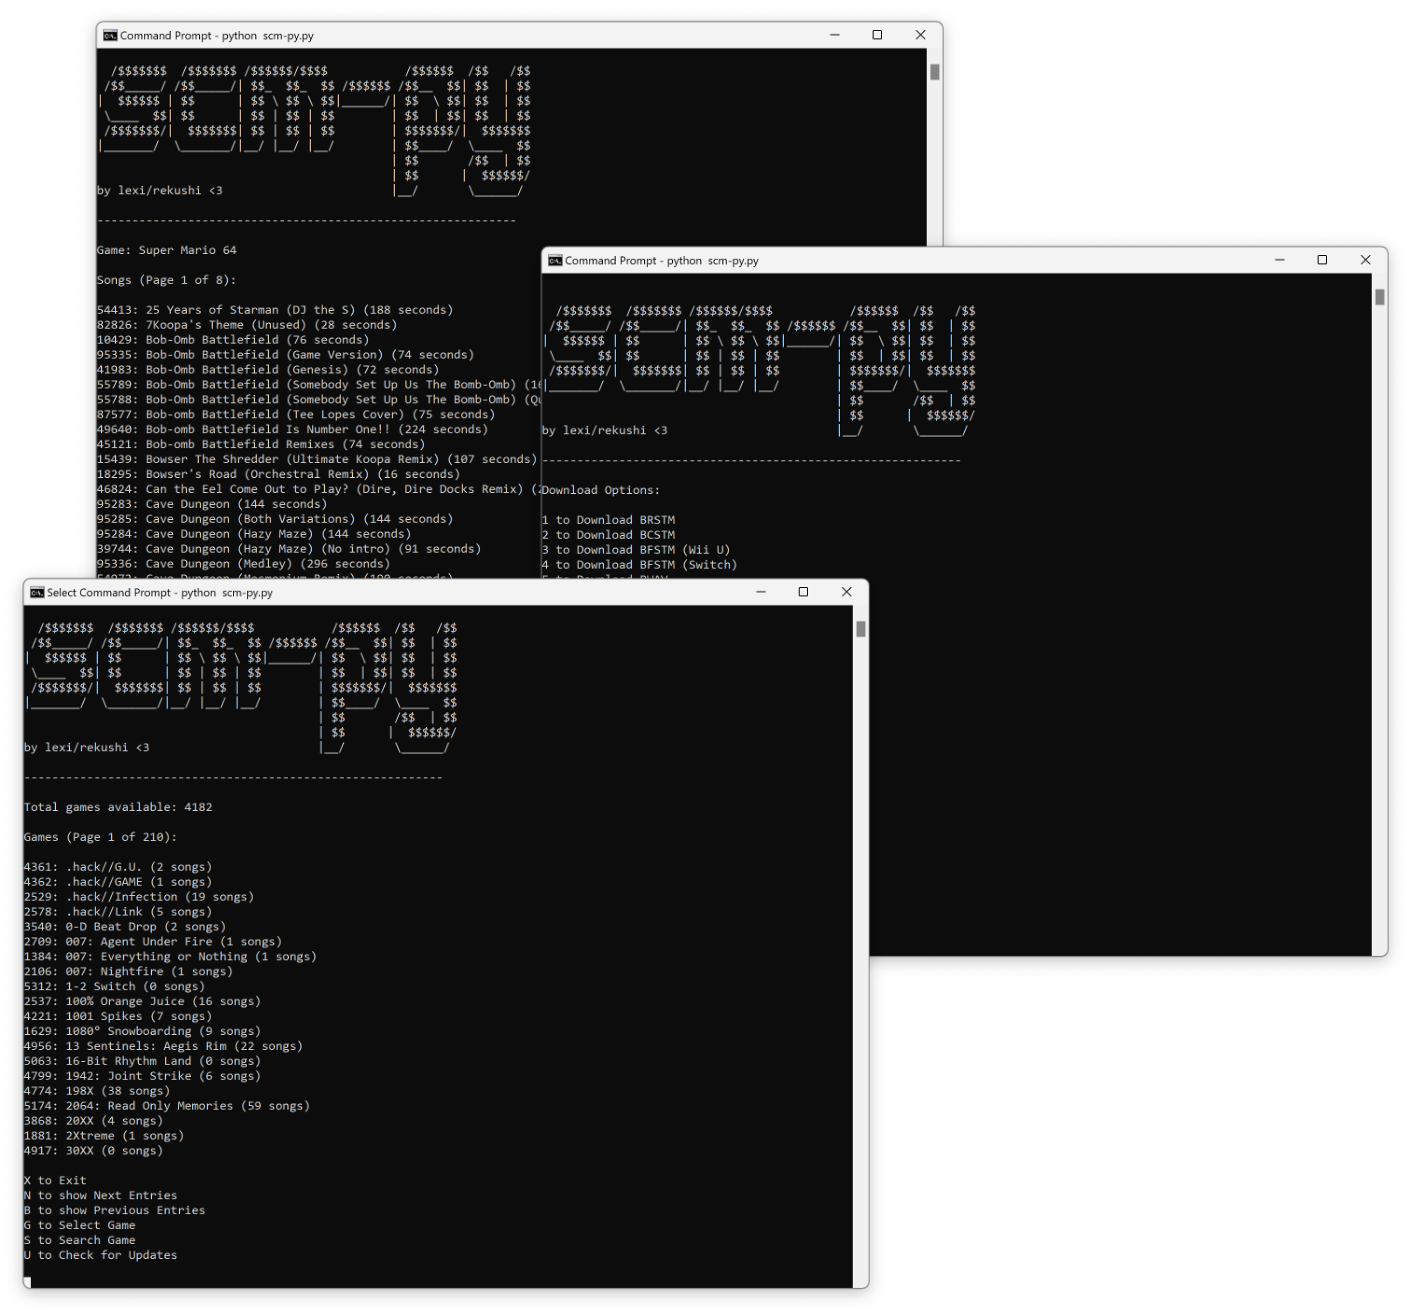 Command Prompt - python  scm-py.py
by lexi/rekushi <3
------------------------------------------------------------
Game: Super Mario 64
Songs (Page 1 of 8):
54413: 25 Years of Starman (DJ the S) (188 seconds)
82826: 7Koopa's Theme (Unused) (28 seconds)
10429: Bob-Omb Battlefield (76 seconds)
95335: Bob-Omb Battlefield (Game Version) (74 seconds)
41983: Bob-Omb Battlefield (Genesis) (72 seconds)
55789: Bob-Omb Battlefield (Somebody Set Up Us The Bomb-Omb) (16
55788: Bob-Omb Battlefield (Somebody Set Up Us The Bomb-Omb) (Qu
87577: Bob-omb Battlefield (Tee Lopes Cover) (75 seconds)
49640: Bob-omb Battlefield Is Number One!! (224 seconds)
45121: Bob-omb Battlefield Remixes (74 seconds)
15439: Bowser The Shredder (Ultimate Koopa Remix) (107 seconds)
18295: Bowser's Road (Orchestral Remix) (16 seconds)
46824: Can the Eel Come Out to Play? (Dire, Dire Docks Remix) (
95283: Cave Dungeon (144 seconds)
95285: Cave Dungeon (Both Variations) (144 seconds)
95284: Cave Dungeon (Hazy Maze) (144 seconds)
39744: Cave Dungeon (Hazy Maze) (No intro) (91 seconds)
95336: Cave Dungeon (Medley) (296 seconds)
Command Prompt - python  scm-py.py
by lexi/rekushi <3
------------------------------------------------------------
Download Options:
1 to Download BRSTM
2 to Download BCSTM
3 to Download BFSTM (Wii U)
4 to Download BFSTM (Switch)
Select Command Prompt - python  scm-py.py
by lexi/rekushi <3
------------------------------------------------------------
Total games available: 4182
Games (Page 1 of 210):
4361: .hack//G.U. (2 songs)
4362: .hack//GAME (1 songs)
2529: .hack//Infection (19 songs)
2578: .hack//Link (5 songs)
3540: 0-D Beat Drop (2 songs)
2709: 007: Agent Under Fire (1 songs)
1384: 007: Everything or Nothing (1 songs)
2106: 007: Nightfire (1 songs)
5312: 1-2 Switch (0 songs)
2537: 100% Orange Juice (16 songs)
4221: 1001 Spikes (7 songs)
1629: 1080° Snowboarding (9 songs)
4956: 13 Sentinels: Aegis Rim (22 songs)
5063: 16-Bit Rhythm Land (0 songs)
4799: 1942: Joint Strike (6 songs)
4774: 198X (38 songs)
5174: 2064: Read Only Memories (59 songs)
3868: 20XX (4 songs)
1881: 2Xtreme (1 songs)
4917: 30XX (0 songs)
X to Exit
N to show Next Entries
B to show Previous Entries
G to Select Game
S to Search Game
U to Check for Updates